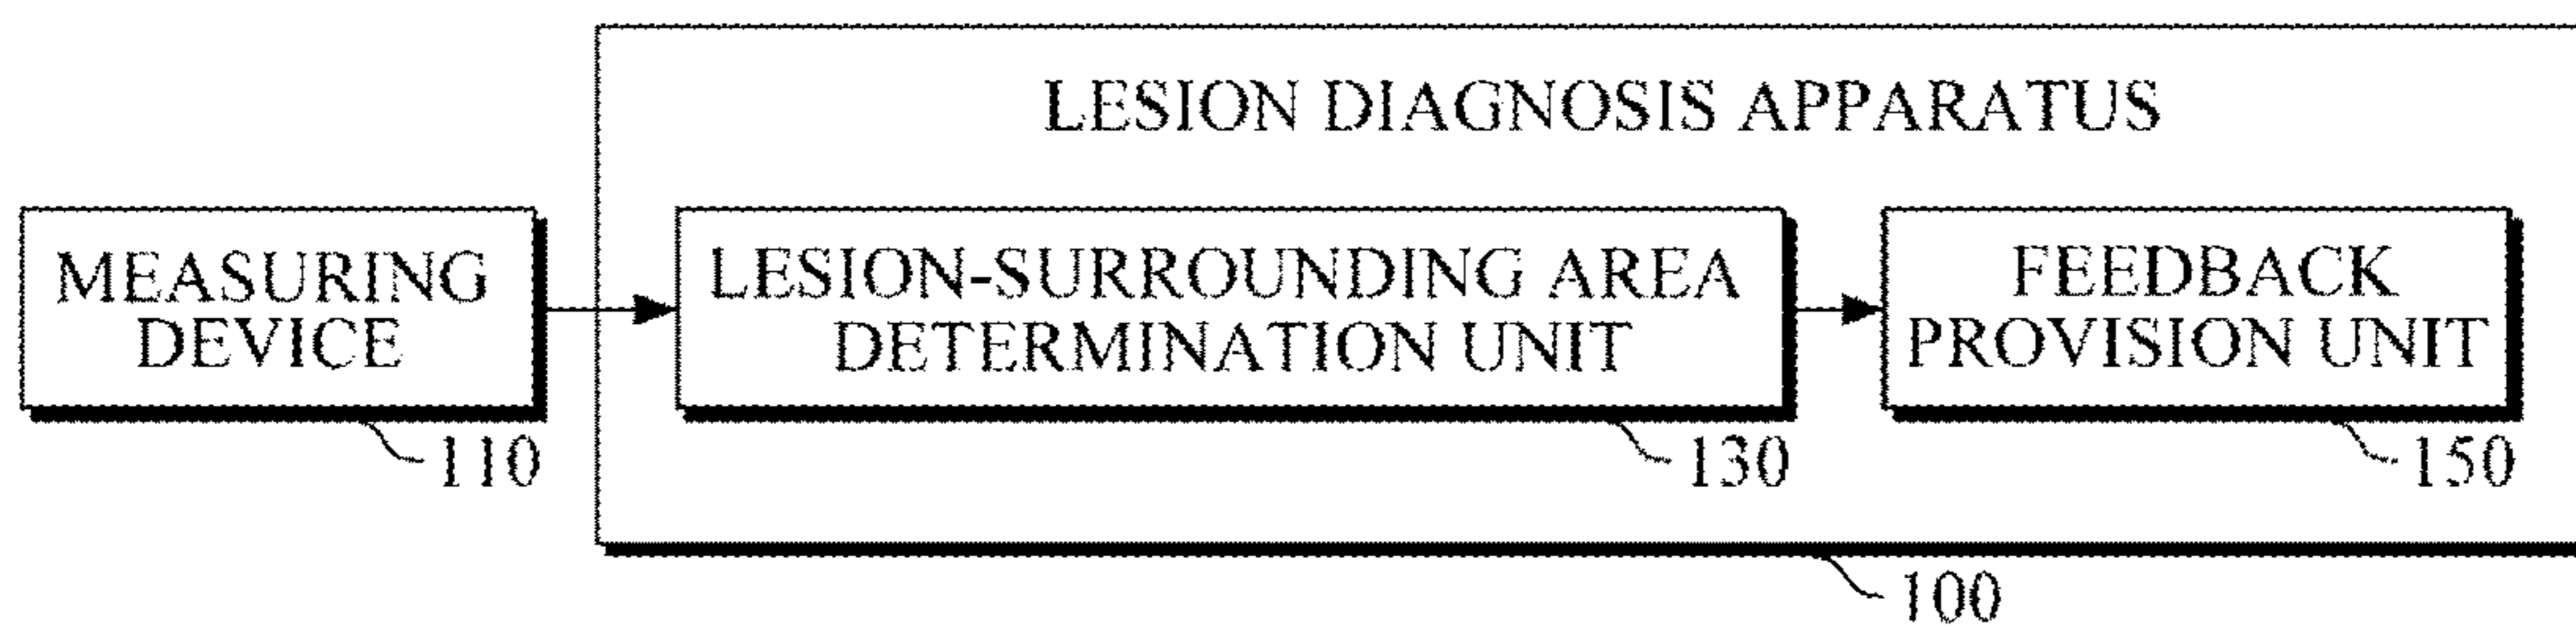 LESION DIAGNOSIS APPARATUS
MEASURING
DEVICE
110
LESION-SURROUNDING AREA
DETERMINATION UNIT
130
FEEDBACK
PROVISION UNIT
150
100